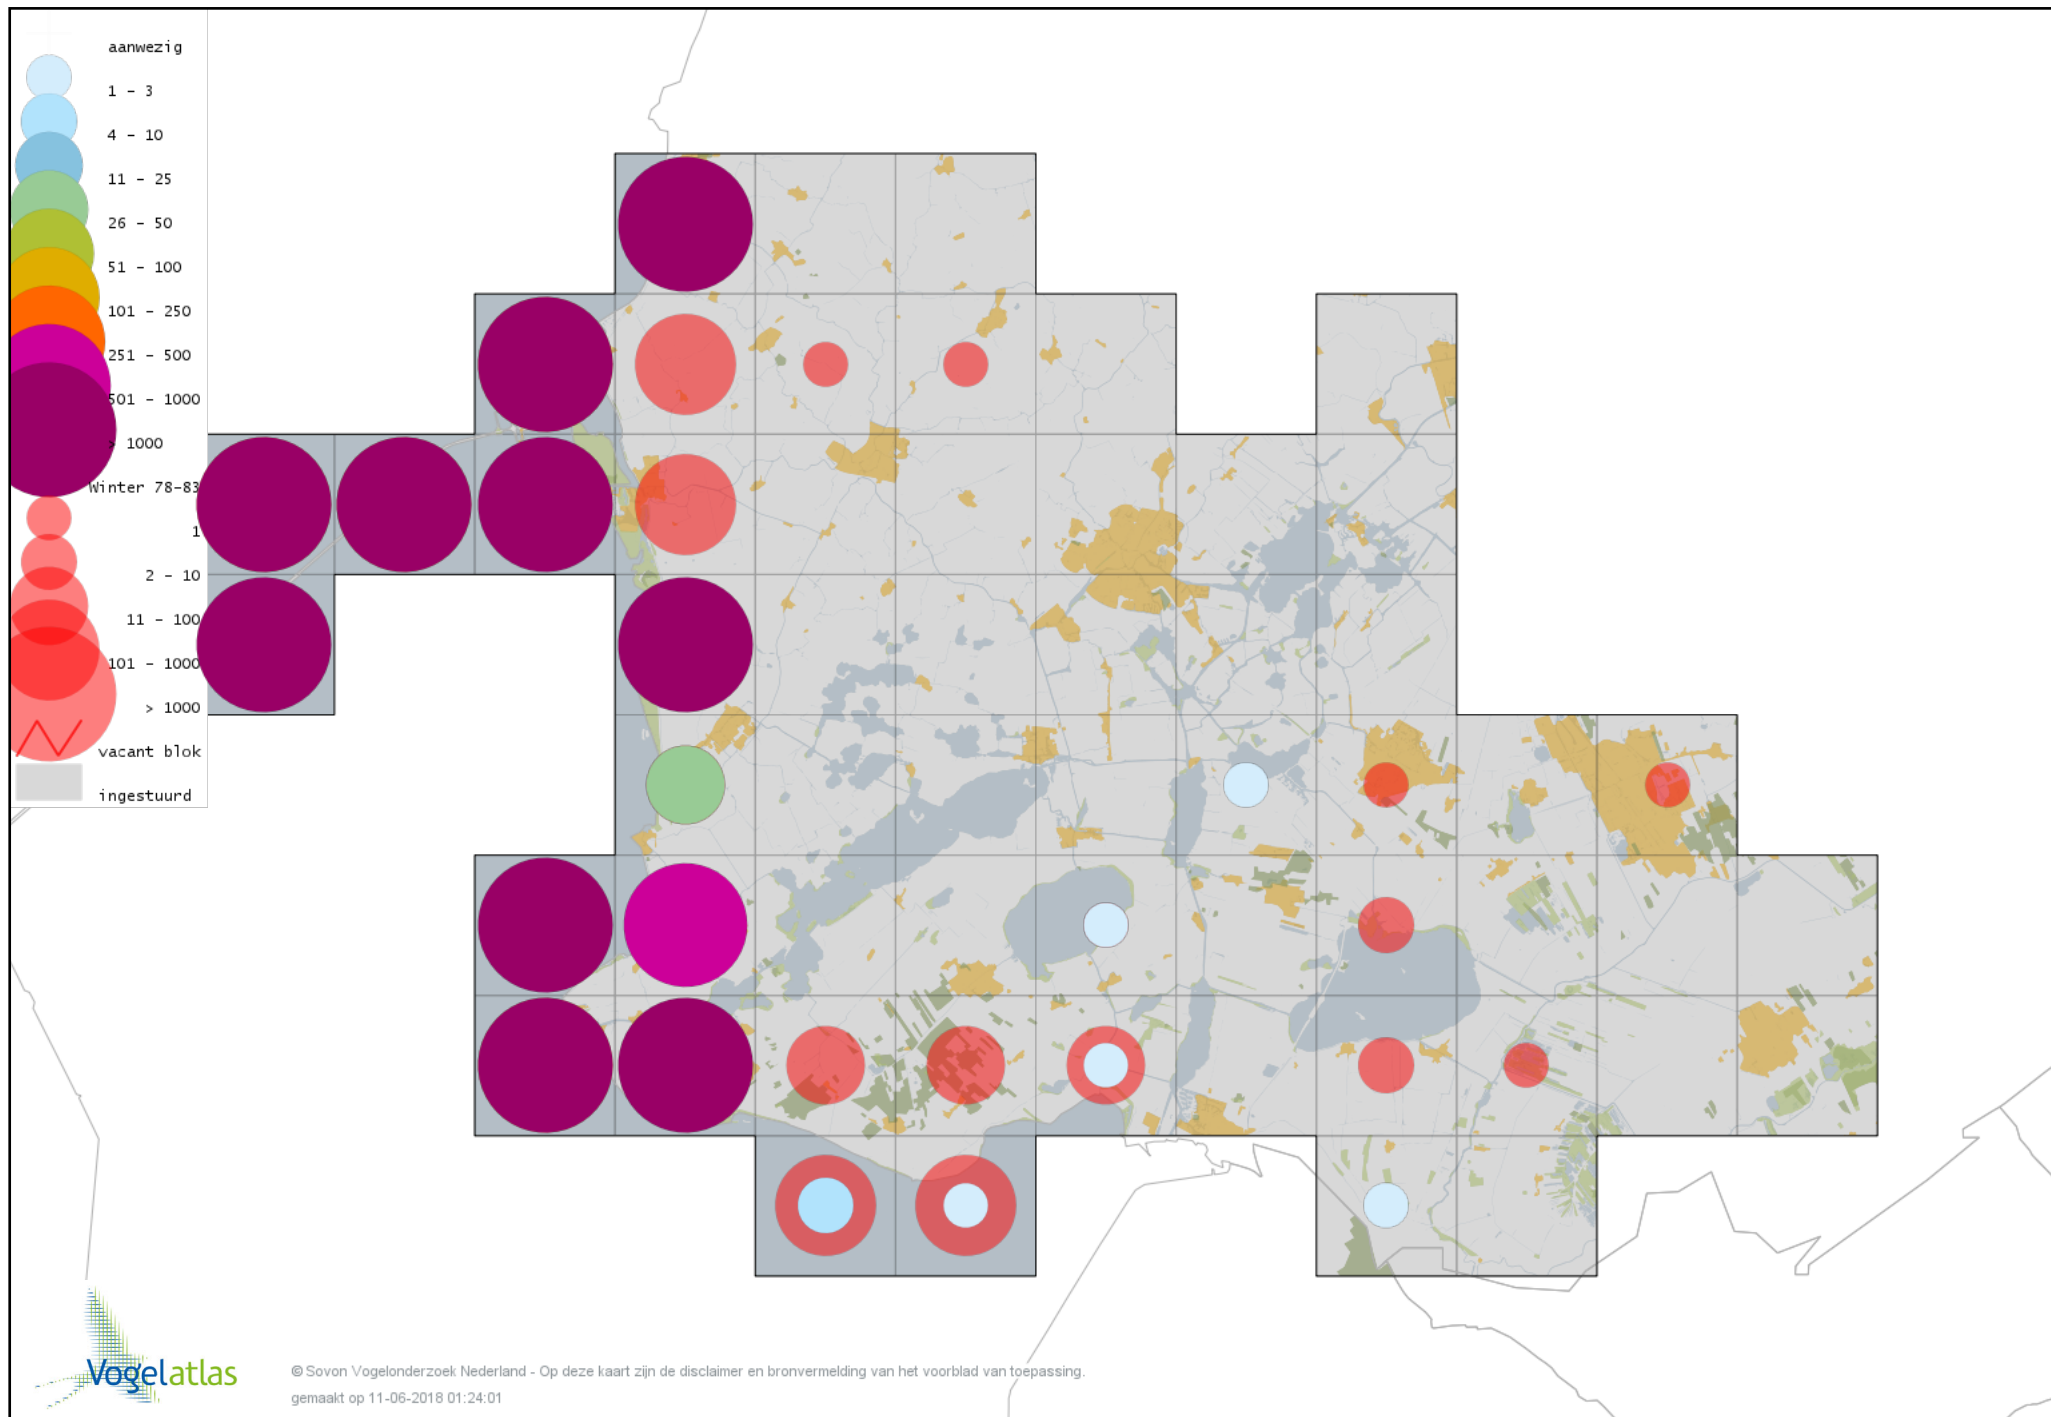 aanwezig
1 - 3
4 - 10
11 - 25
26 - 50
51 - 100
101 - 250
251 - 500
501 - 1000
> 1000
Winter 78-83
1
2 - 10
11 - 100
101 - 1000
> 1000
vacant blok
ingestuurd
Vogelatlas
© Sovon Vogelonderzoek Nederland - Op deze kaart zijn de disclaimer en bronvermelding van het voorblad van toepassing.
gemaakt op 11-06-2018 01:24:01